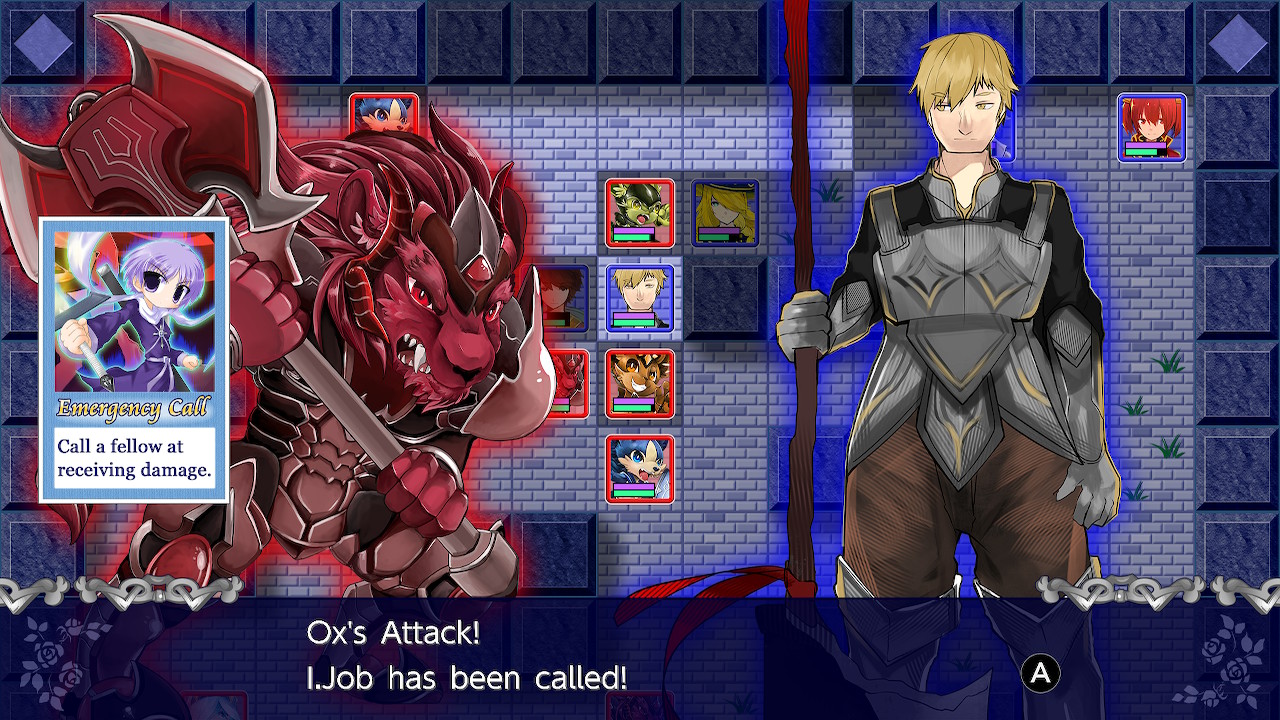 Emergency Call
Call a fellow at
receiving damage.
Ox's Attack!
I.Job has been called!
A